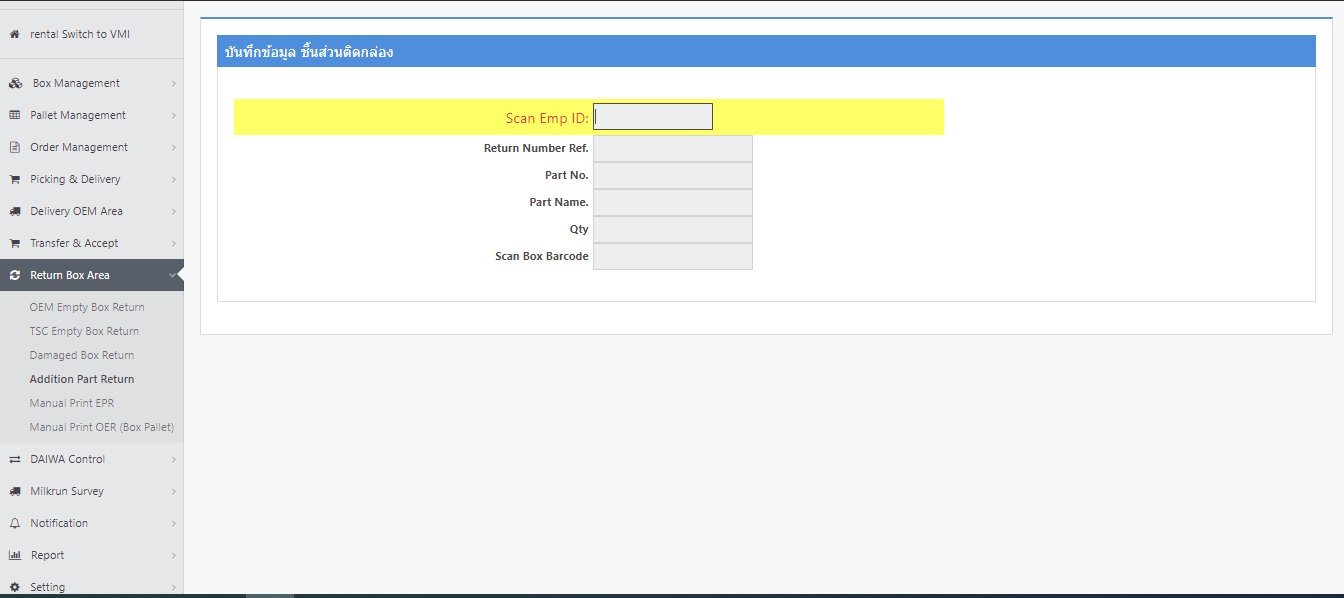 rental Switch to VMI
Box Management
Pallet Management
Order Management
Picking & Delivery
Delivery OEM Area
Transfer & Accept
Return Box Area
OEM Empty Box Return
TSC Empty Box Return
Damaged Box Return
Addition Part Return
Manual Print EPR
Manual Print OER (Box Pallet)
DAIWA Control
Milkrun Survey
Notification
Report
Setting
บันทึกข้อมูล ชิ้นส่วนติดกล่อง
Scan Emp ID:
Return Number Ref.
Part No.
Part Name.
Qty
Scan Box Barcode